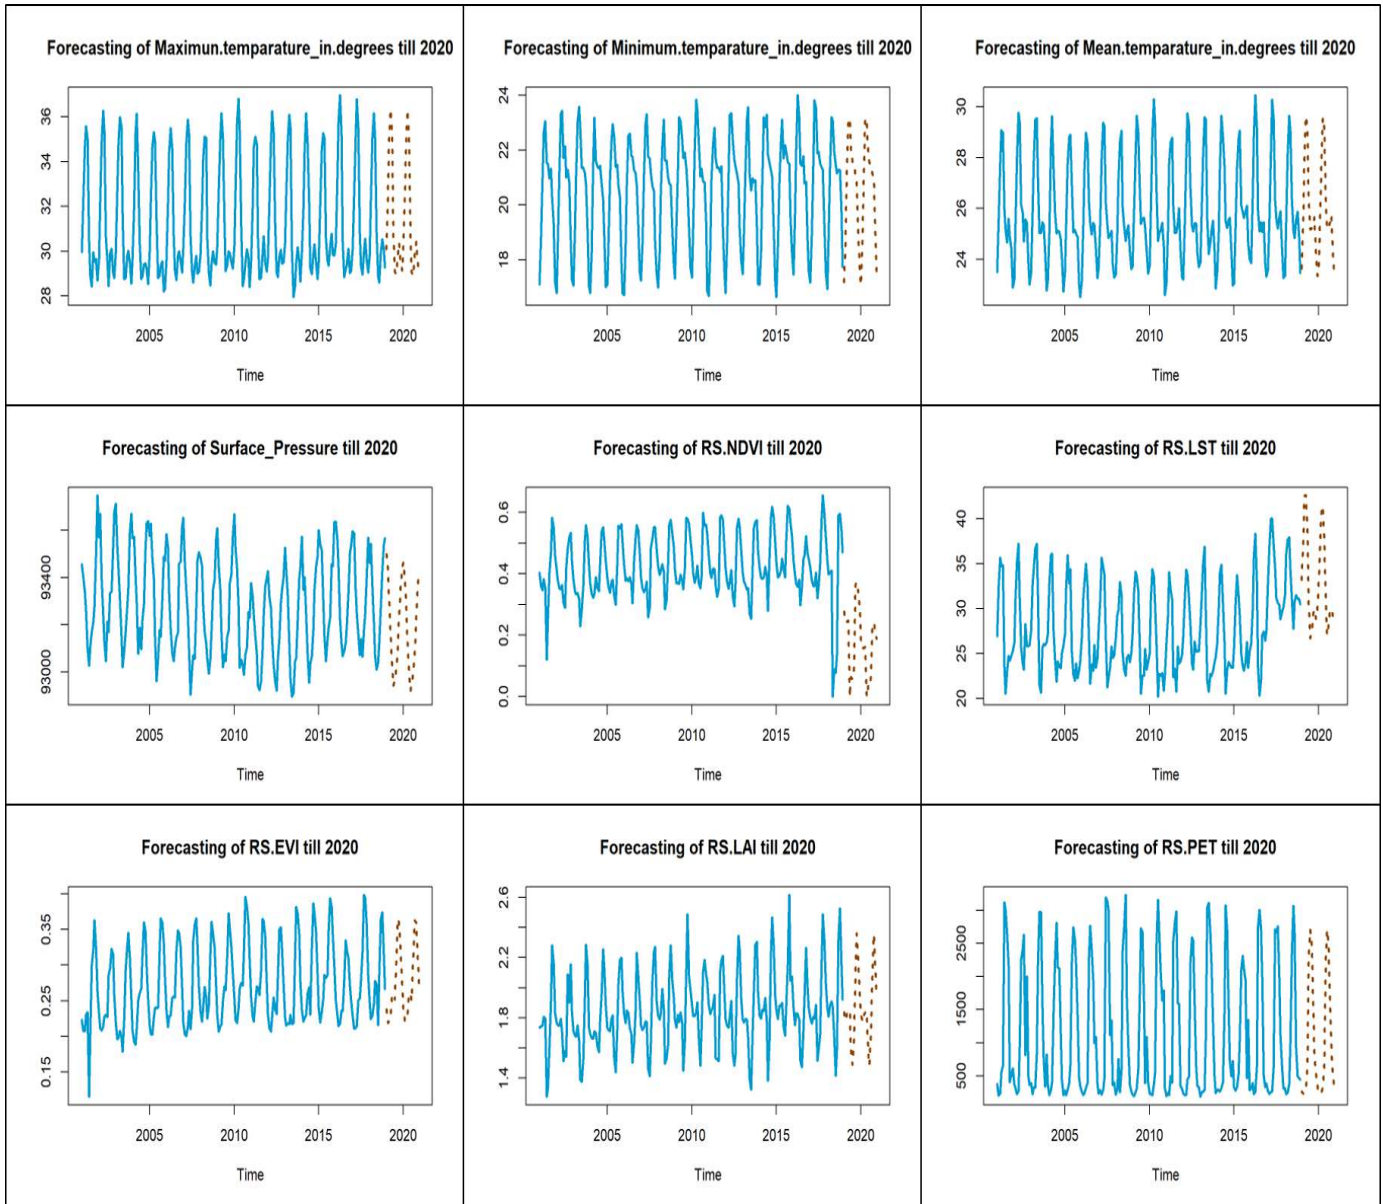 Forecasting of Maximun.temparature_in.degrees till 2020
36
34
32
30
28
2005 2010 2015 2020
Time
Forecasting of Minimum.temparature_in.degrees till 2020
24
22
20
18
2005 2010 2015 2020
Time
Forecasting of Mean.temparature_in.degrees till 2020
30
28
26
24
2005 2010 2015 2020
Time
Forecasting of Surface_Pressure till 2020
93400
93000
2005 2010 2015 2020
Time
Forecasting of RS.NDVI till 2020
0.6
0.4
0.2
0.0
2005 2010 2015 2020
Time
Forecasting of RS.LST till 2020
40
35
30
25
20
2005 2010 2015 2020
Time
Forecasting of RS.EVI till 2020
0.35
0.25
0.15
2005 2010 2015 2020
Time
Forecasting of RS.LAI till 2020
2.6
2.2
1.8
1.4
2005 2010 2015 2020
Time
Forecasting of RS.PET till 2020
2500
1500
500
2005 2010 2015 2020
Time